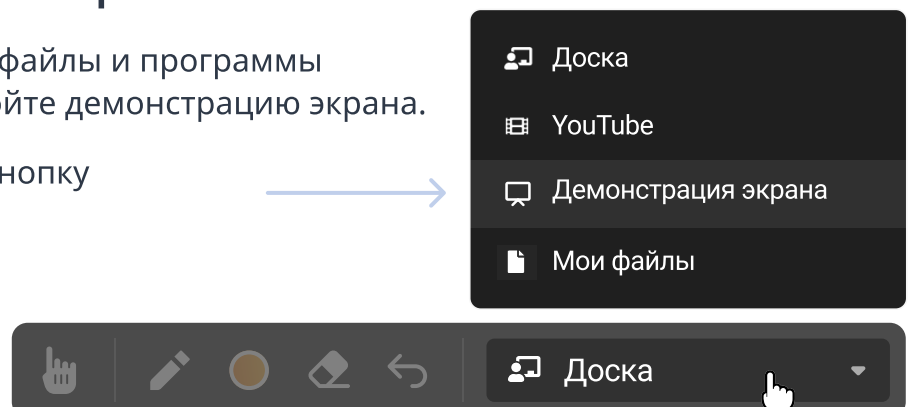 файлы и программы
йте демонстрацию экрана.
нопку
Доска
YouTube
Демонстрация экрана
Мои файлы
Доска